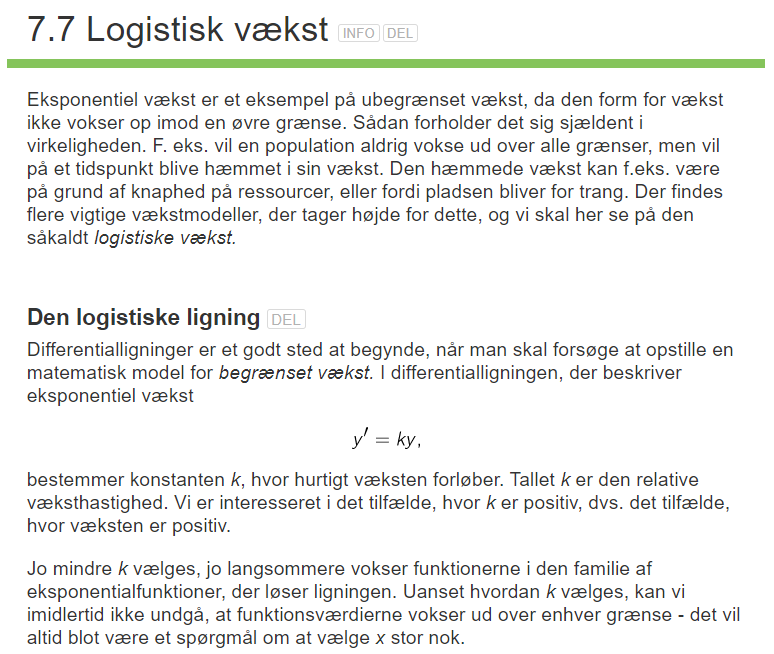 7.7 Logistisk vækst INFO DEL
Eksponentiel vækst er et eksempel på ubegrænset vækst, da den form for vækst
ikke vokser op imod en øvre grænse. Sådan forholder det sig sjældent i
virkeligheden. F. eks. vil en population aldrig vokse ud over alle grænser, men vil
på et tidspunkt blive hæmmet i sin vækst. Den hæmmede vækst kan f.eks. være
på grund af knaphed på ressourcer, eller fordi pladsen bliver for trang. Der findes
flere vigtige vækstmodeller, der tager højde for dette, og vi skal her se på den
såkaldt logistiske vækst.
Den logistiske ligning DEL
Differentialligninger er et godt sted at begynde, når man skal forsøge at opstille en
matematisk model for begrænset vækst. I differentialligningen, der beskriver
eksponentiel vækst
y′ = ky,
bestemmer konstanten k, hvor hurtigt væksten forløber. Tallet k er den relative
væksthastighed. Vi er interesseret i det tilfælde, hvor k er positiv, dvs. det tilfælde,
hvor væksten er positiv.
Jo mindre k vælges, jo langsommere vokser funktionerne i den familie af
eksponentialfunktioner, der løser ligningen. Uanset hvordan k vælges, kan vi
imidlertid ikke undgå, at funktionsværdierne vokser ud over enhver grænse - det vil
altid blot være et spørgmål om at vælge x stor nok.